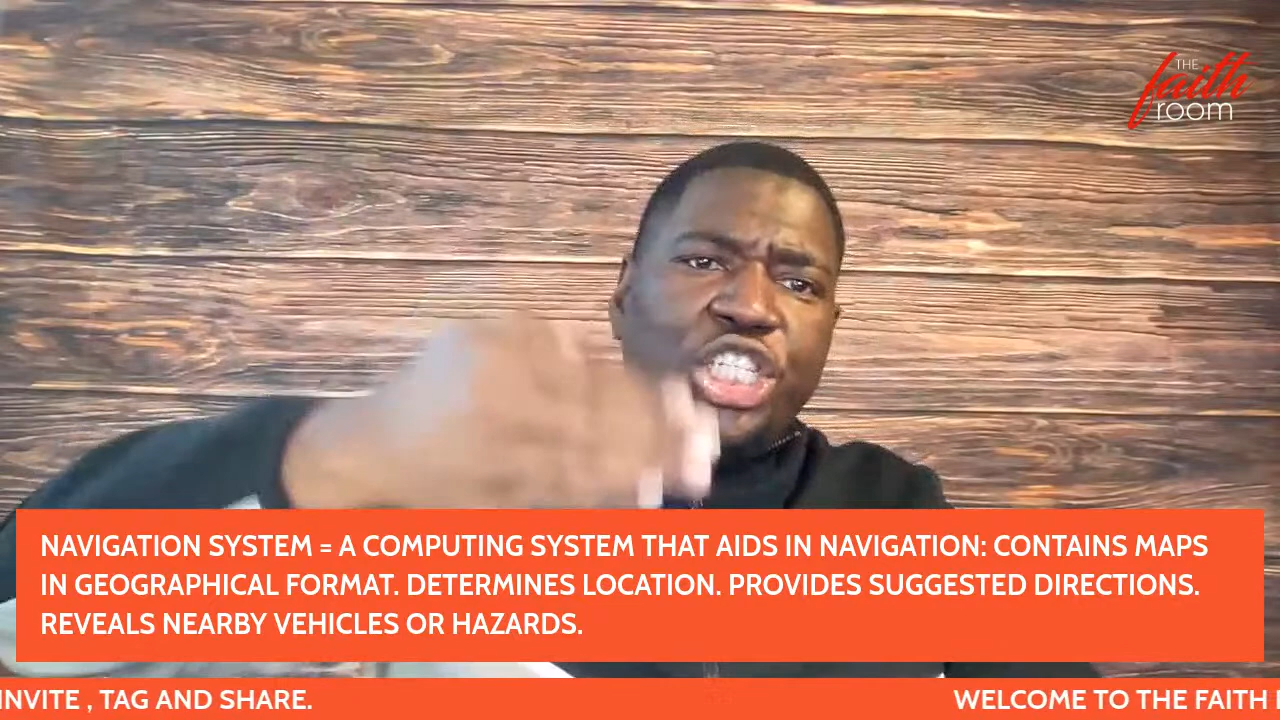 THE
faith
room
NAVIGATION SYSTEM = A COMPUTING SYSTEM THAT AIDS IN NAVIGATION: CONTAINS MAPS
IN GEOGRAPHICAL FORMAT. DETERMINES LOCATION. PROVIDES SUGGESTED DIRECTIONS.
REVEALS NEARBY VEHICLES OR HAZARDS.
INVITE , TAG AND SHARE. WELCOME TO THE FAITH